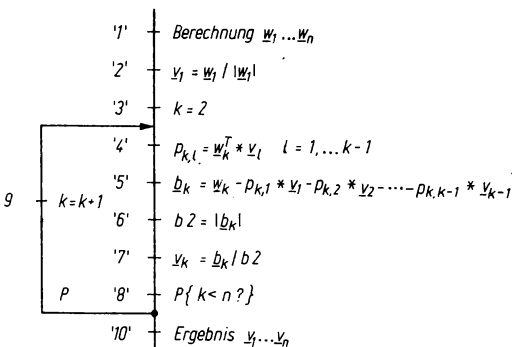 '1' Berechnung w₁...wₙ
'2' v₁ = w₁ / |w₁|
'3' k = 2
'4' pₖ,ₗ = wₖᵀ * vₗ l = 1,...k-1
'5' bₖ = wₖ - pₖ,₁ * v₁ - pₖ,₂ * v₂ - ···· - pₖ,ₖ₋₁ * vₖ₋₁
9 k = k+1
'6' b2 = |bₖ|
'7' vₖ = bₖ / b2
P '8' P{ k < n ? }
'10' Ergebnis v₁...vₙ